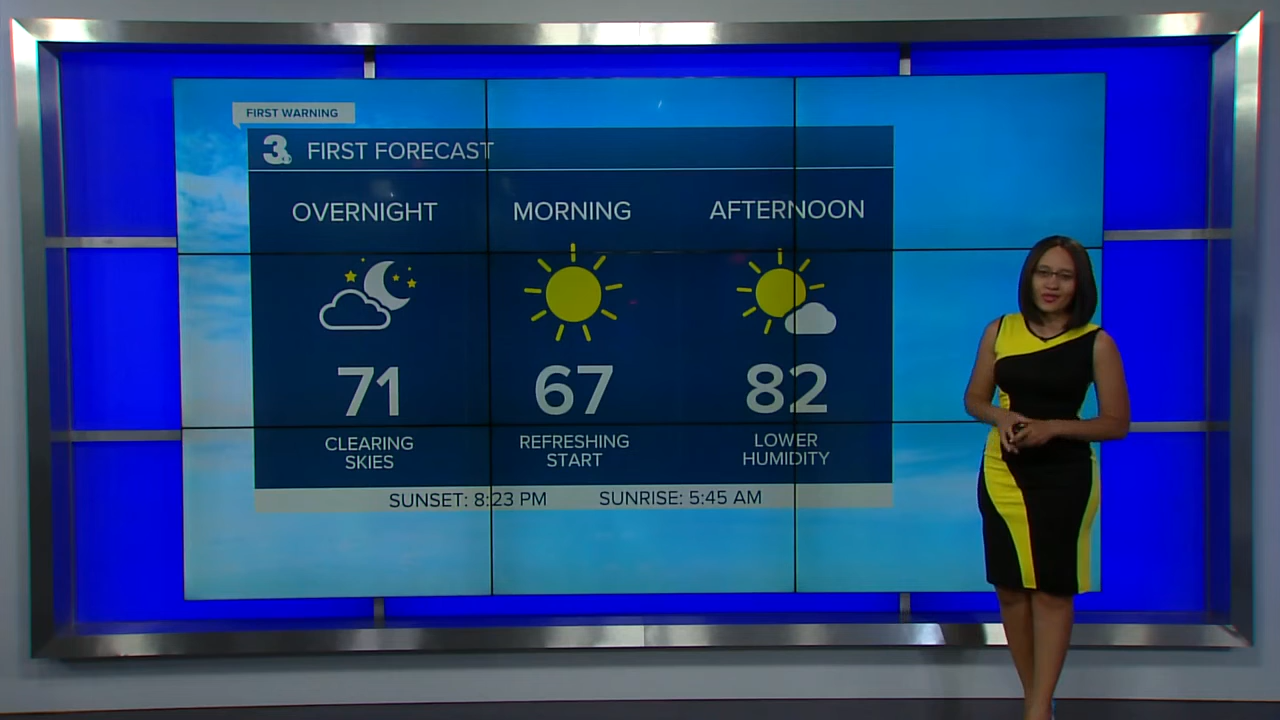 FIRST WARNING
3 FIRST FORECAST
OVERNIGHT MORNING AFTERNOON
71 67 82
CLEARING SKIES REFRESHING START LOWER HUMIDITY
SUNSET: 8:23 PM SUNRISE: 5:45 AM